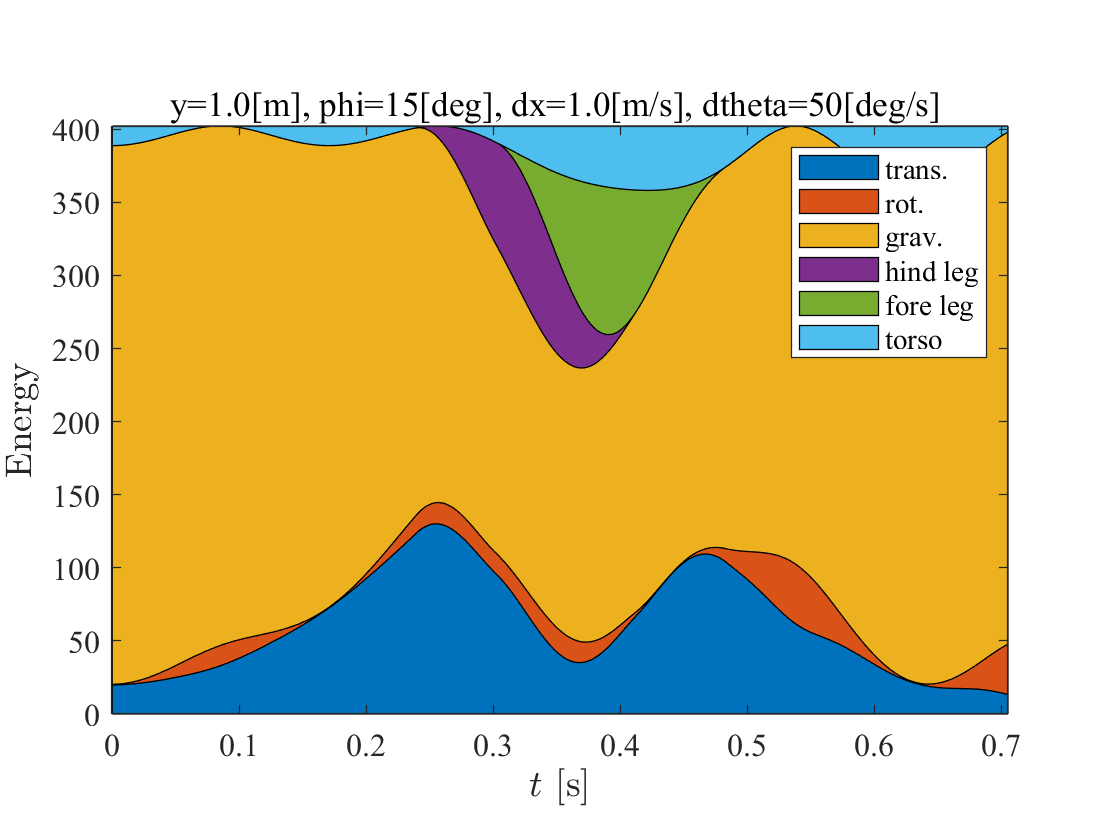 y=1.0[m], phi=15[deg], dx=1.0[m/s], dtheta=50[deg/s]
400
350
300
250
200
150
100
50
0
Energy
trans.
rot.
grav.
hind leg
fore leg
torso
0 0.1 0.2 0.3 0.4 0.5 0.6 0.7
t [s]